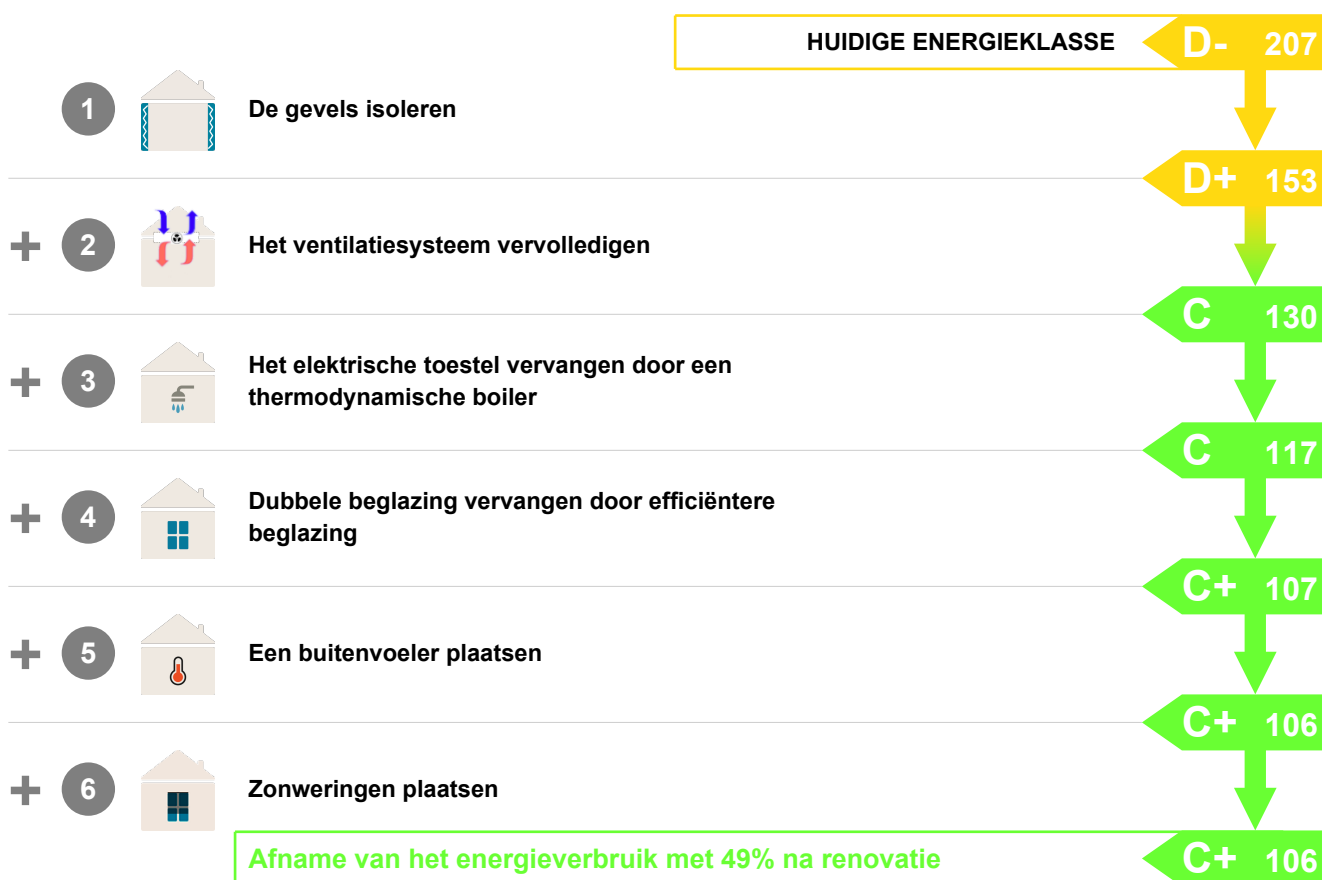 HUIDIGE ENERGIEKLASSE D- 207
1 De gevels isoleren
D+ 153
+ 2 Het ventilatiesysteem vervolledigen
C 130
+ 3 Het elektrische toestel vervangen door een
thermodynamische boiler
C 117
+ 4 Dubbele beglazing vervangen door efficiëntere
beglazing
C+ 107
+ 5 Een buitenvoeler plaatsen
C+ 106
+ 6 Zonweringen plaatsen
Afname van het energieverbruik met 49% na renovatie C+ 106